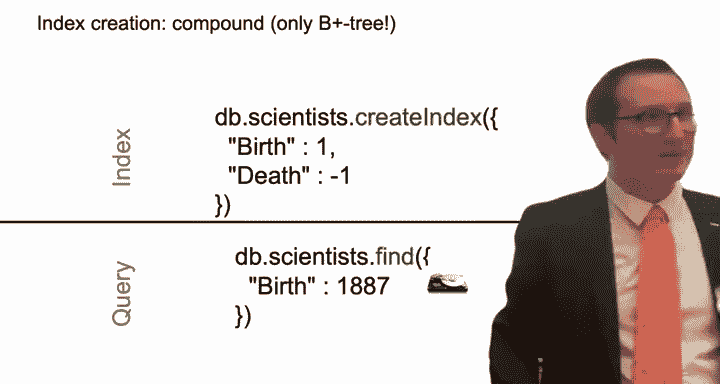 Index creation: compound (only B+-tree!)
Index
db.scientists.createIndex({
"Birth" : 1,
"Death" : -1
})
Query
db.scientists.find({
"Birth" : 1887
})